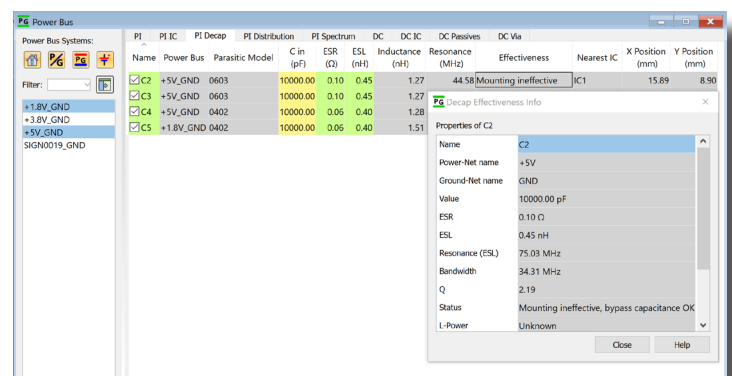 PG Power Bus
Power Bus Systems:
P/G
PG
Filter:
+1.8V_GND
+3.8V_GND
+5V_GND
SIGN0019_GND
PI PI IC PI Decap PI Distribution PI Spectrum DC DC IC DC Passives DC Via
Name Power Bus Parasitic Model C in (pF) ESR (Ω) ESL (nH) Inductance (nH) Resonance (MHz) Effectiveness Nearest IC X Position (mm) Y Position (mm)
C2 +5V_GND 0603 10000.00 0.10 0.45 1.27 44.58 Mounting ineffective IC1 15.89 8.90
C3 +5V_GND 0603 10000.00 0.10 0.45 1.27
C4 +5V_GND 0402 10000.00 0.06 0.40 1.28
C5 +1.8V_GND 0402 10000.00 0.06 0.40 1.51
PG Decap Effectiveness Info
Properties of C2
Name C2
Power-Net name +5V
Ground-Net name GND
Value 10000.00 pF
ESR 0.10 Ω
ESL 0.45 nH
Resonance (ESL) 75.03 MHz
Bandwidth 34.31 MHz
Q 2.19
Status Mounting ineffective, bypass capacitance OK
L-Power Unknown
Close Help